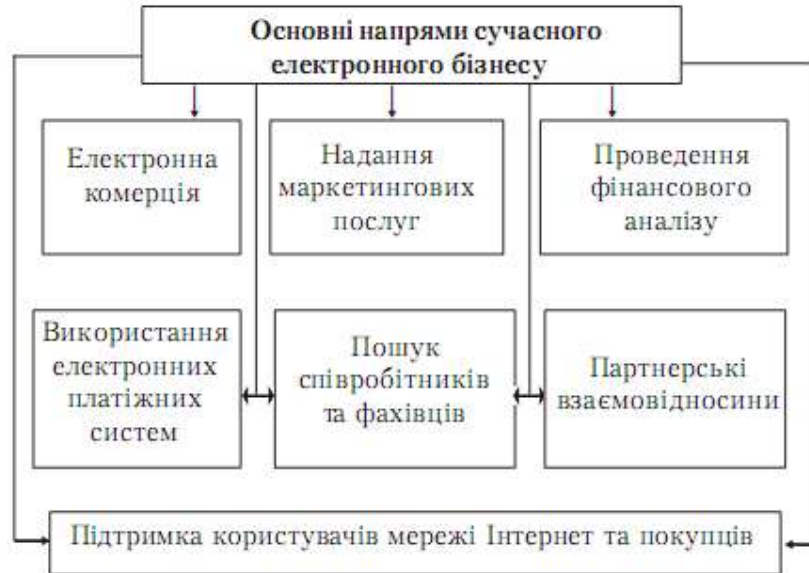 Основні напрями сучасного
електронного бізнесу
Електронна
комерція
Надання
маркетингових
послуг
Проведення
фінансового
аналізу
Використання
електронних
платіжних
систем
Пошук
співробітників
та фахівців
Партнерські
взаємовідносини
Підтримка користувачів мережі Інтернет та покупців